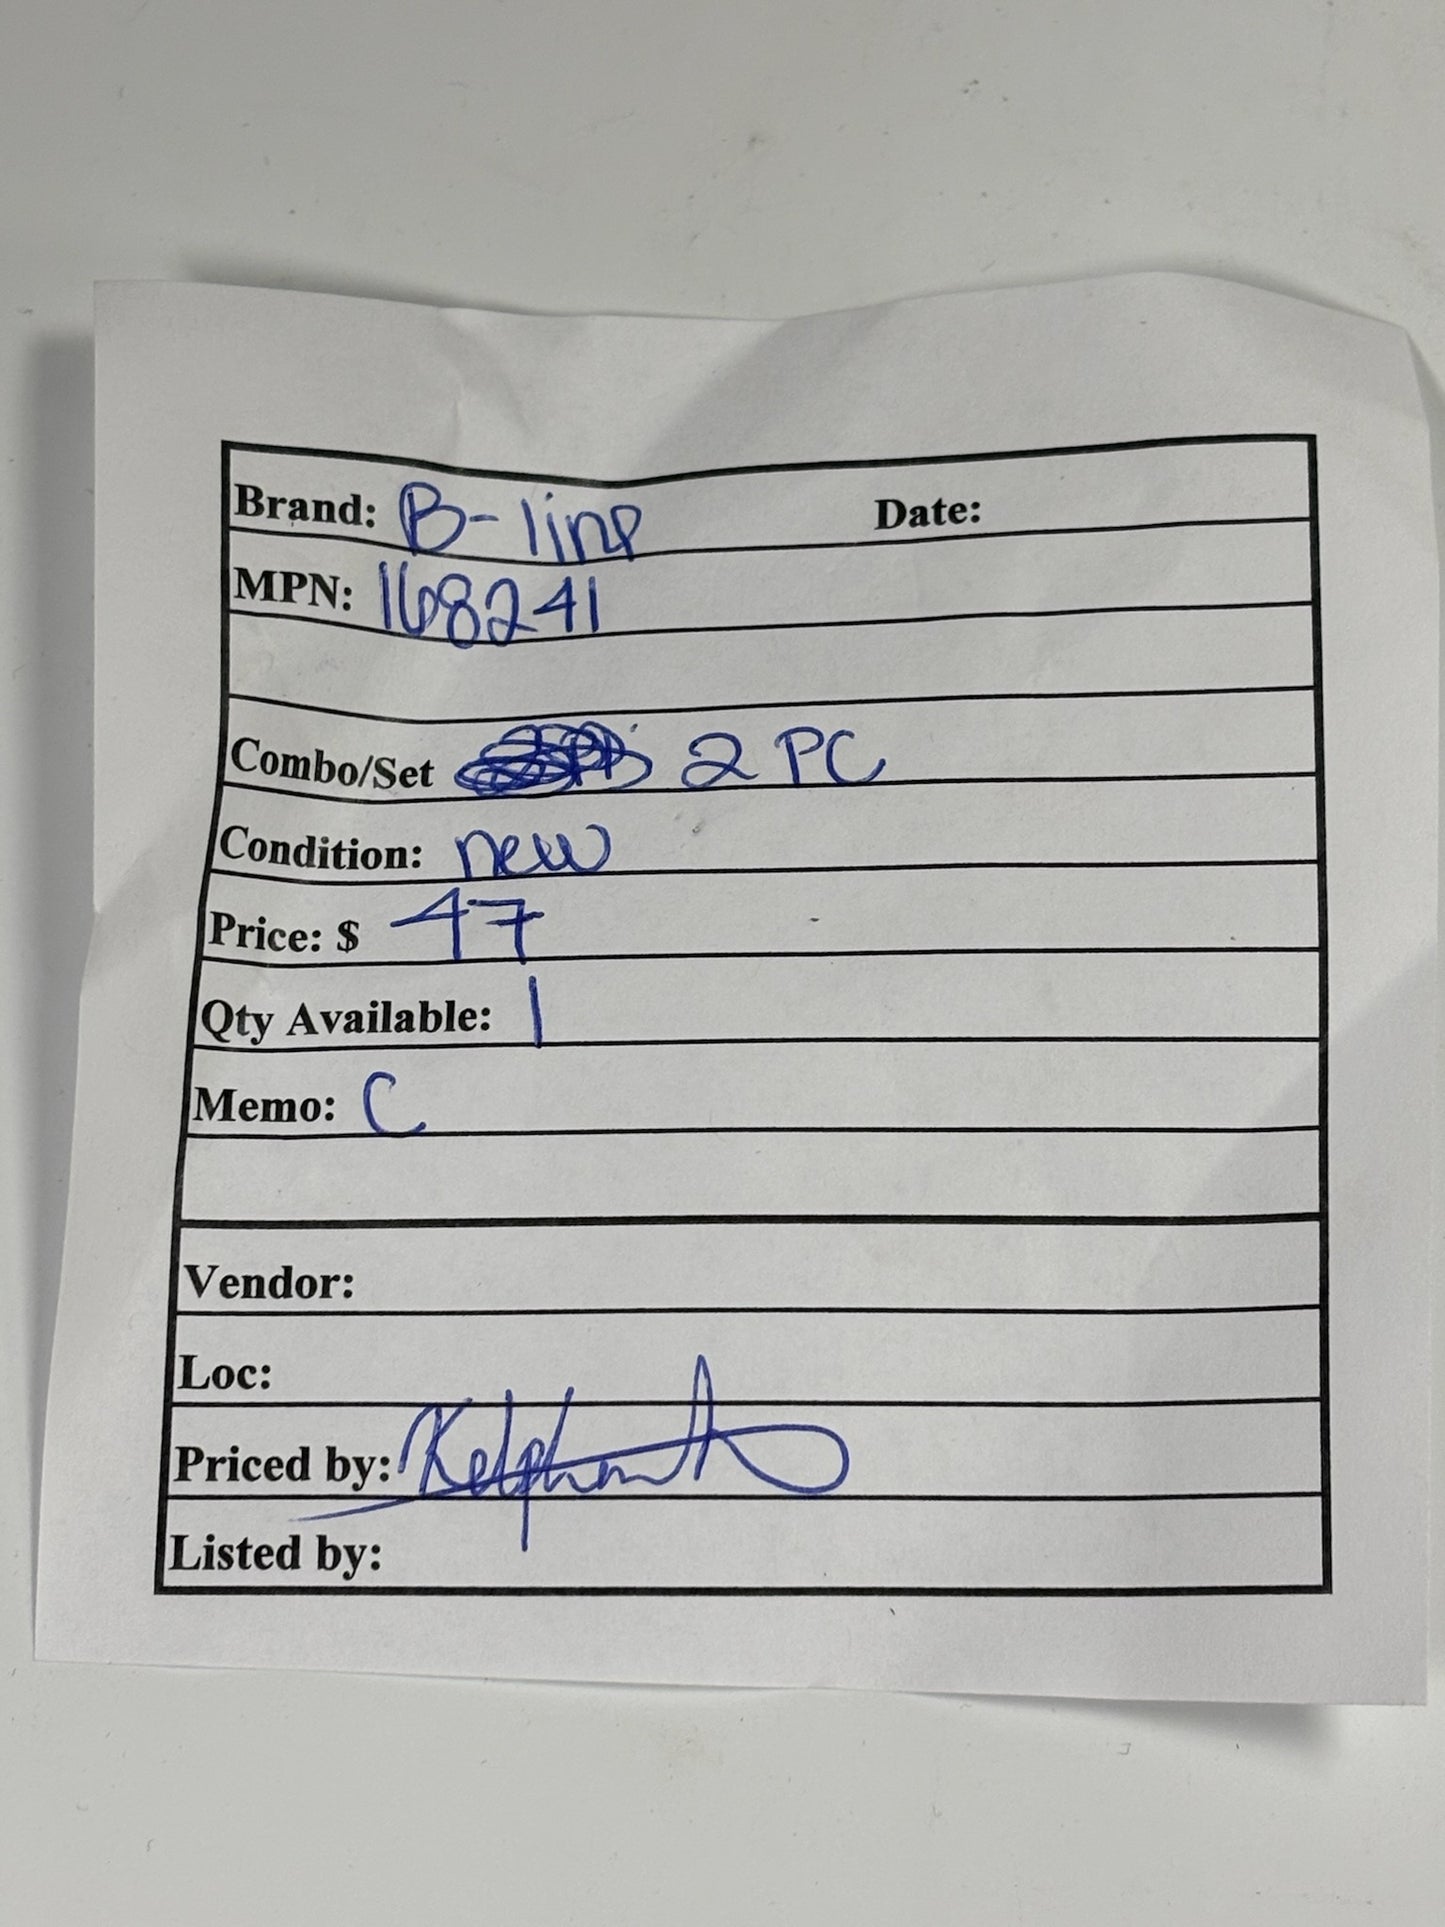 Brand: B-line Date:
MPN: 168241
Combo/Set 2 PC
Condition: new
Price: $ 47
Qty Available: 1
Memo: C
Vendor:
Loc:
Priced by:
Listed by: